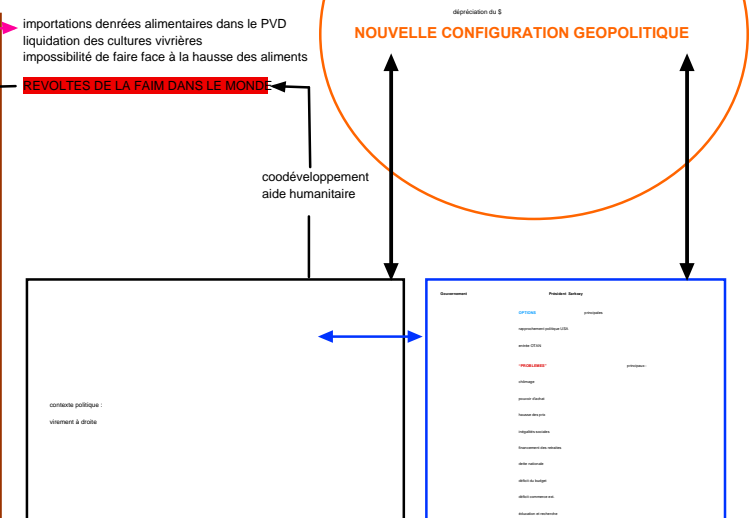 dépréciation du $
NOUVELLE CONFIGURATION GEOPOLITIQUE
importations denrées alimentaires dans le PVD
liquidation des cultures vivrières
impossibilité de faire face à la hausse des aliments
REVOLTES DE LA FAIM DANS LE MONDE
coodéveloppement
aide humanitaire
contexte politique :
virement à droite
Gouvernement Président Sarkozy
OPTIONS principales
rapprochement politique USA
entrée OTAN
"PROBLEMES" principaux:
chômage
pouvoir d'achat
hausse des prix
inégalités sociales
financement des retraites
dette nationale
déficit du budget
déficit commerce ext.
éducation et recherche